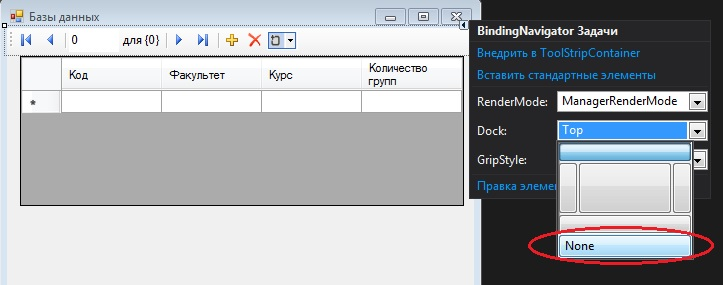 Базы данных
0 для {0}
Код Факультет Курс Количество групп
*
BindingNavigator Задачи
Внедрить в ToolStripContainer
Вставить стандартные элементы
RenderMode: ManagerRenderMode
Dock: Top
GripStyle:
Правка элемен
None